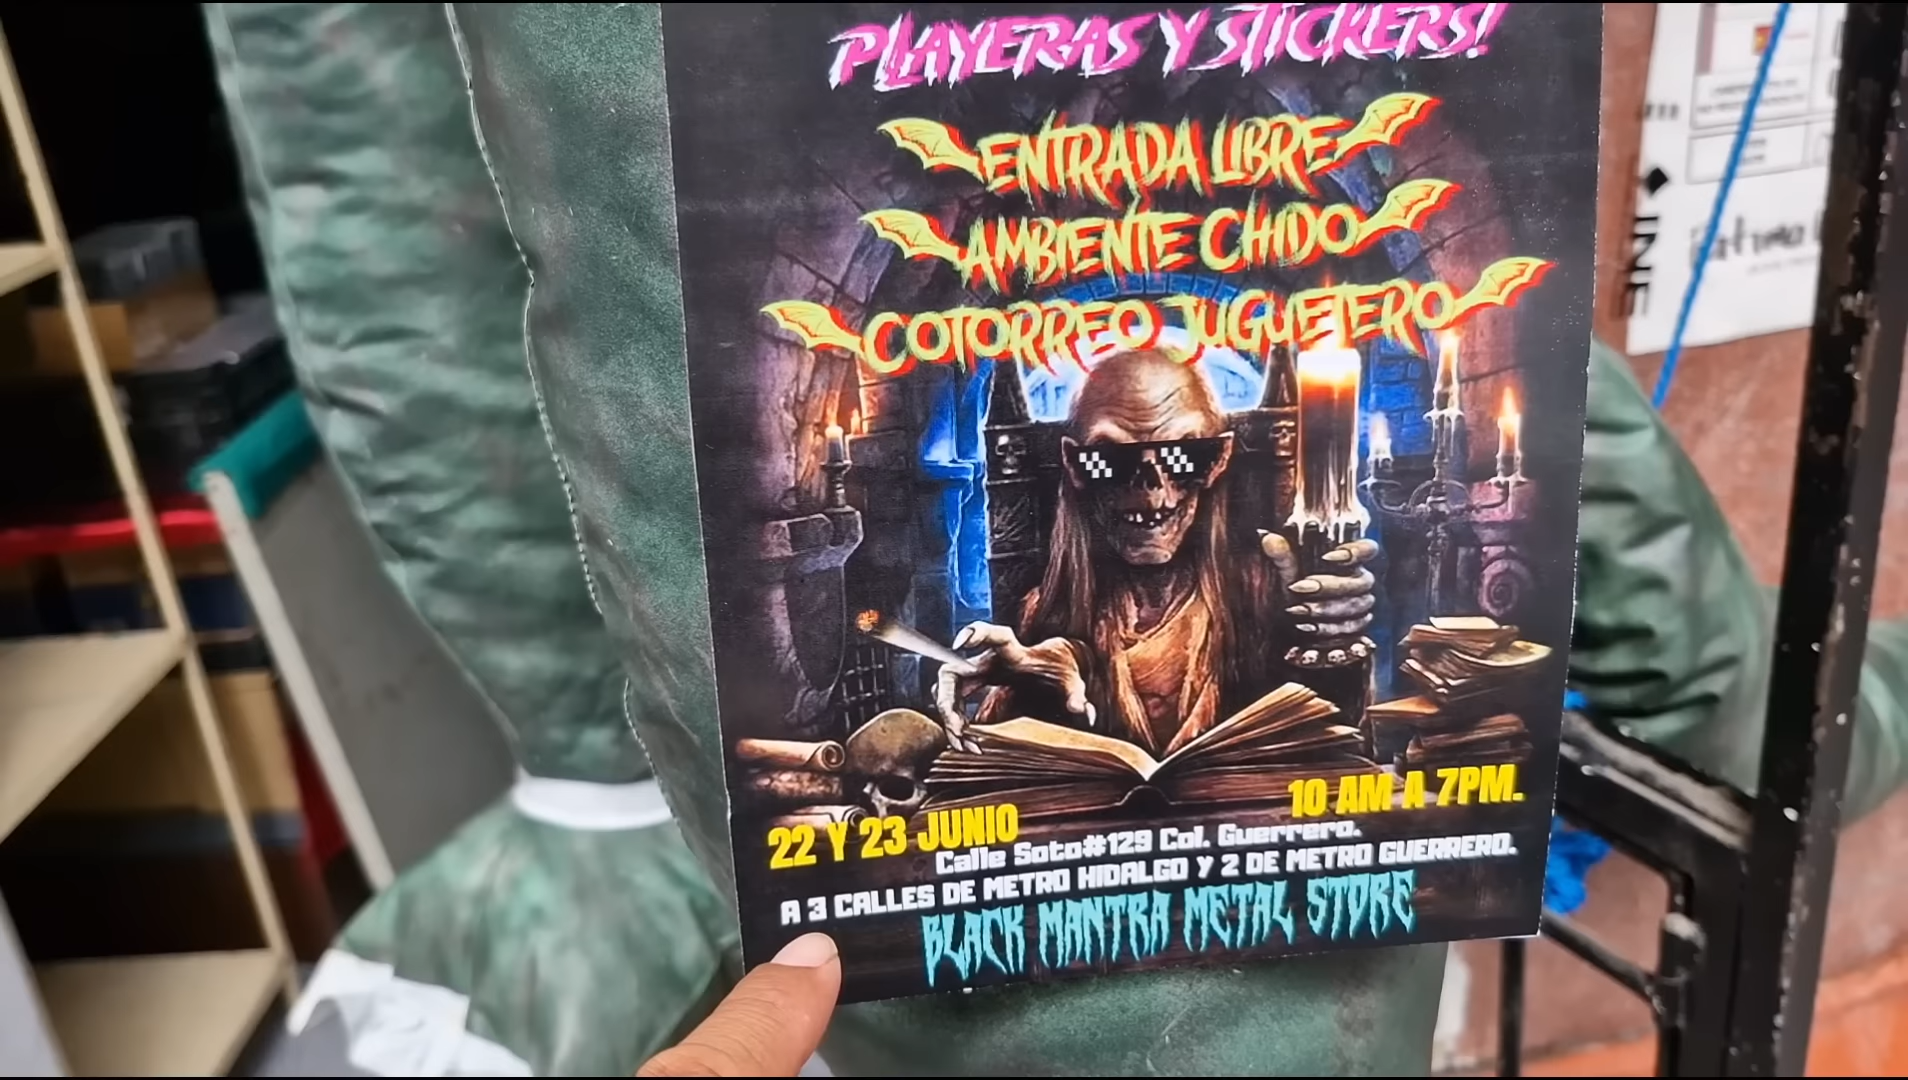 PLAYERAS Y STICKERS!
ENTRADA LIBRE
AMBIENTE CHIDO
COTORREO JUGUETERO
22 Y 23 JUNIO
10 AM A 7PM.
Calle Soto#129 Col. Guerrero.
A 3 CALLES DE METRO HIDALGO Y 2 DE METRO GUERRERO.
BLACK MANTRA METAL STORE
INE